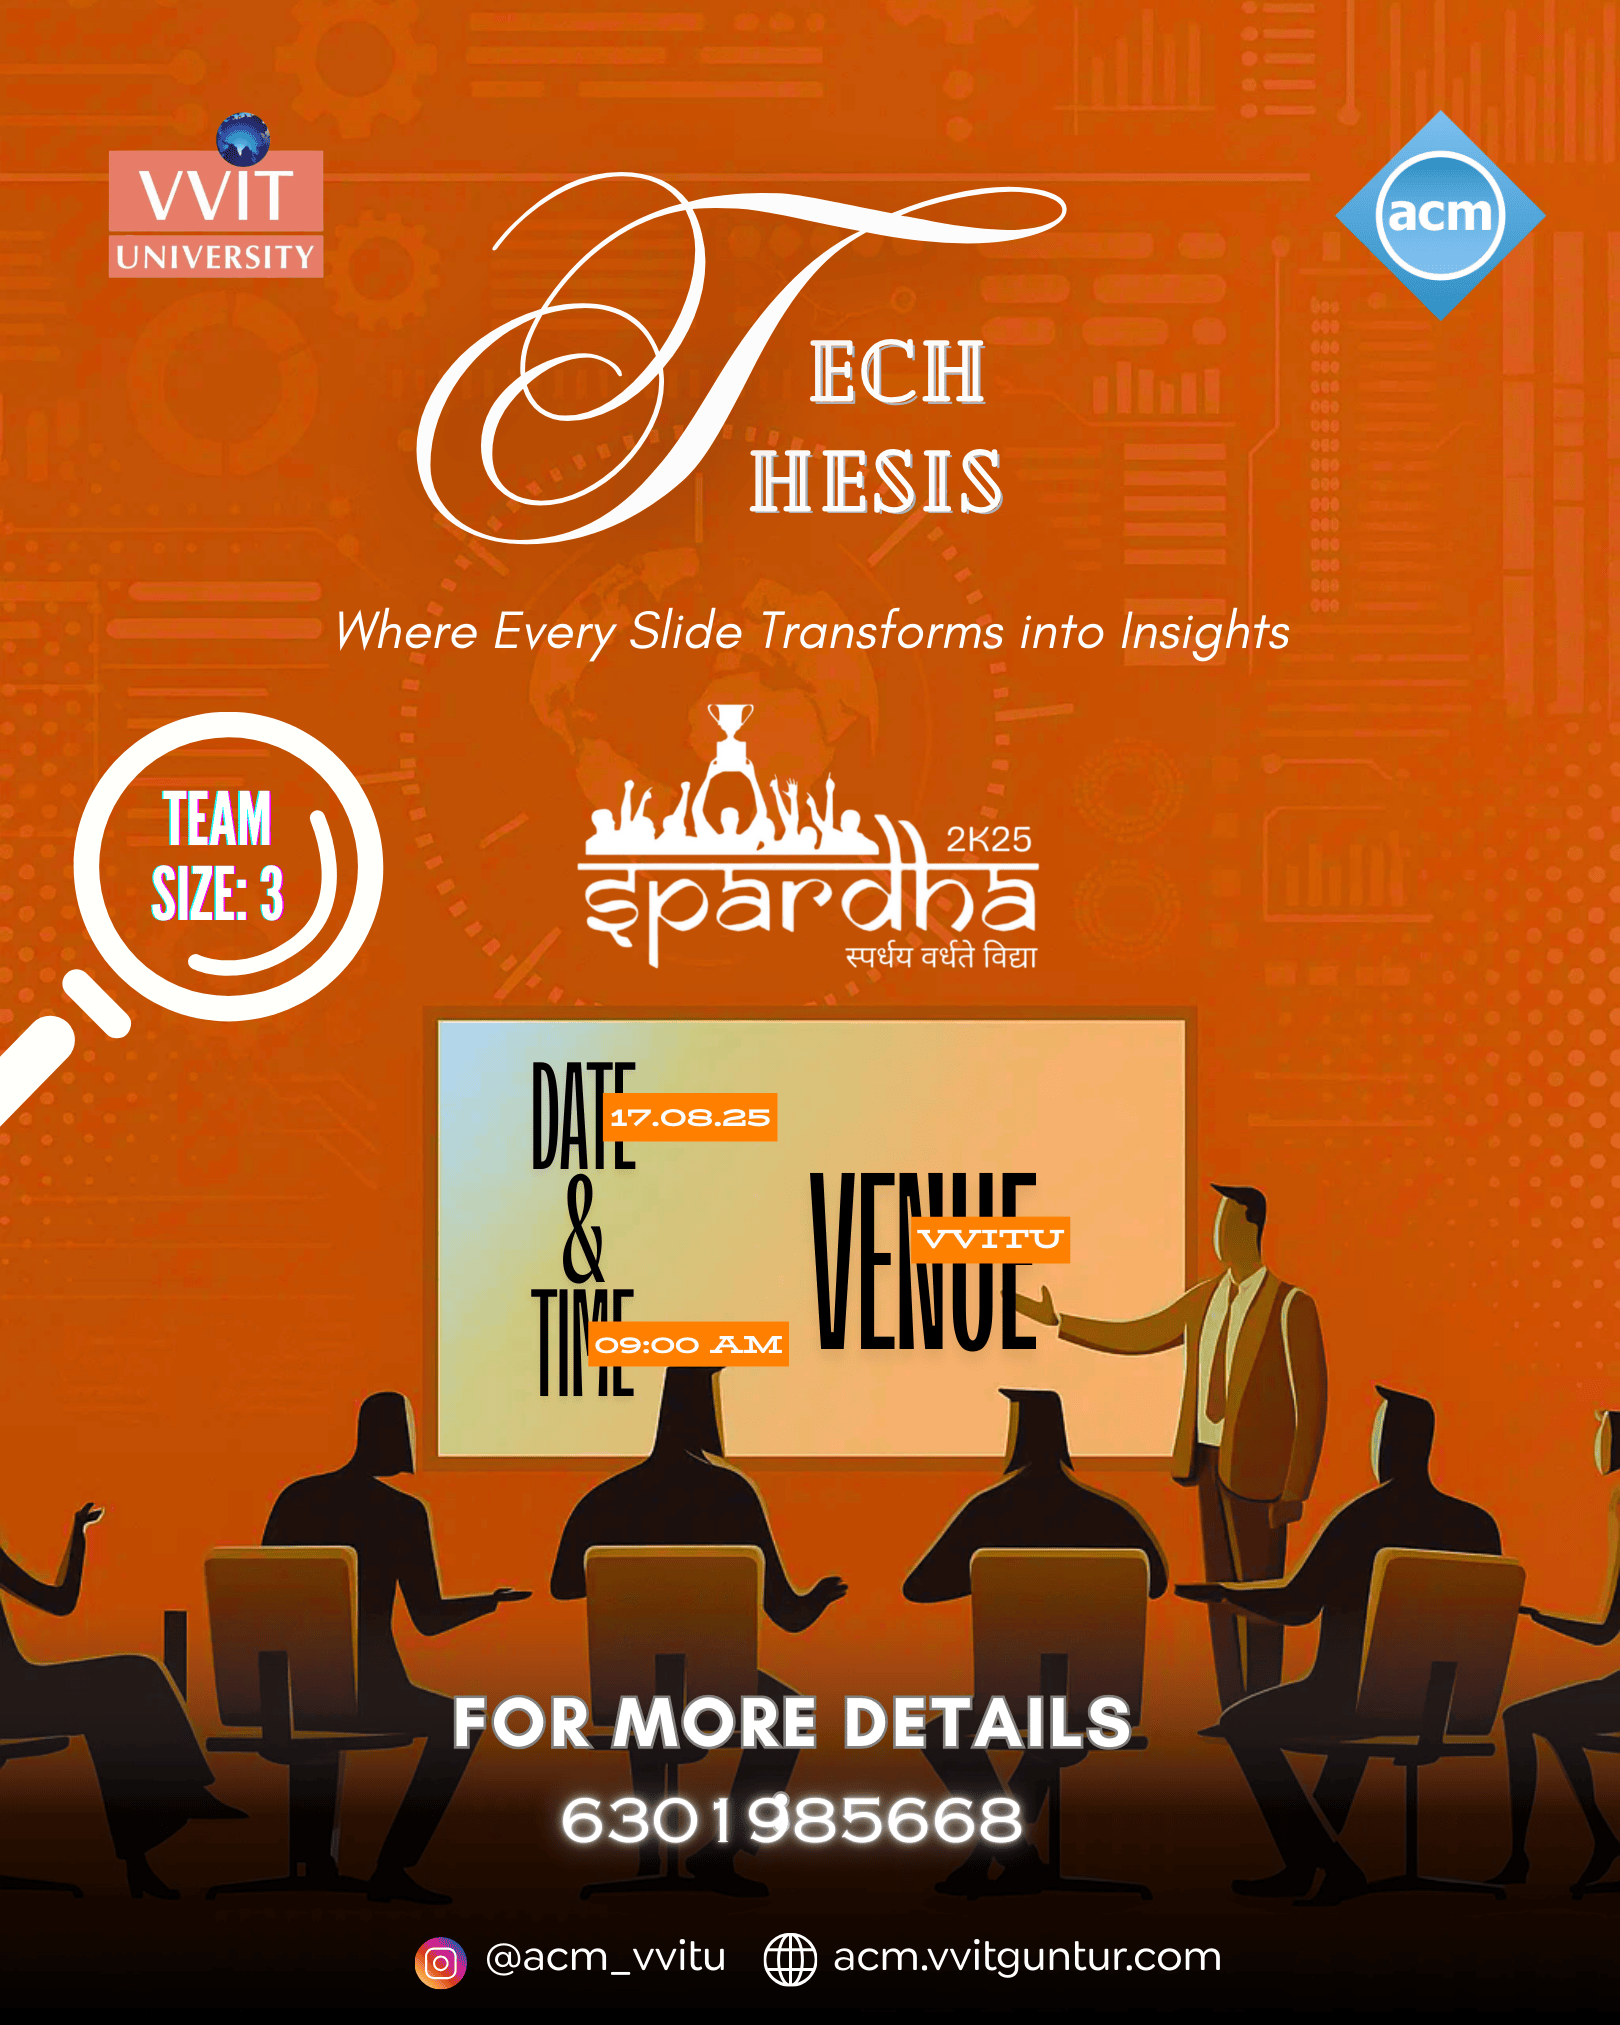 VVIT
UNIVERSITY
acm
TECH
THESIS
Where Every Slide Transforms into Insights
TEAM
SIZE: 3
2K25
spardha
स्पर्धय वर्धते विद्या
DATE
17.08.25
&
TIME
09:00 AM
VENUE
VVITU
FOR MORE DETAILS
6301985668
@acm_vvitu
acm.vvitguntur.com